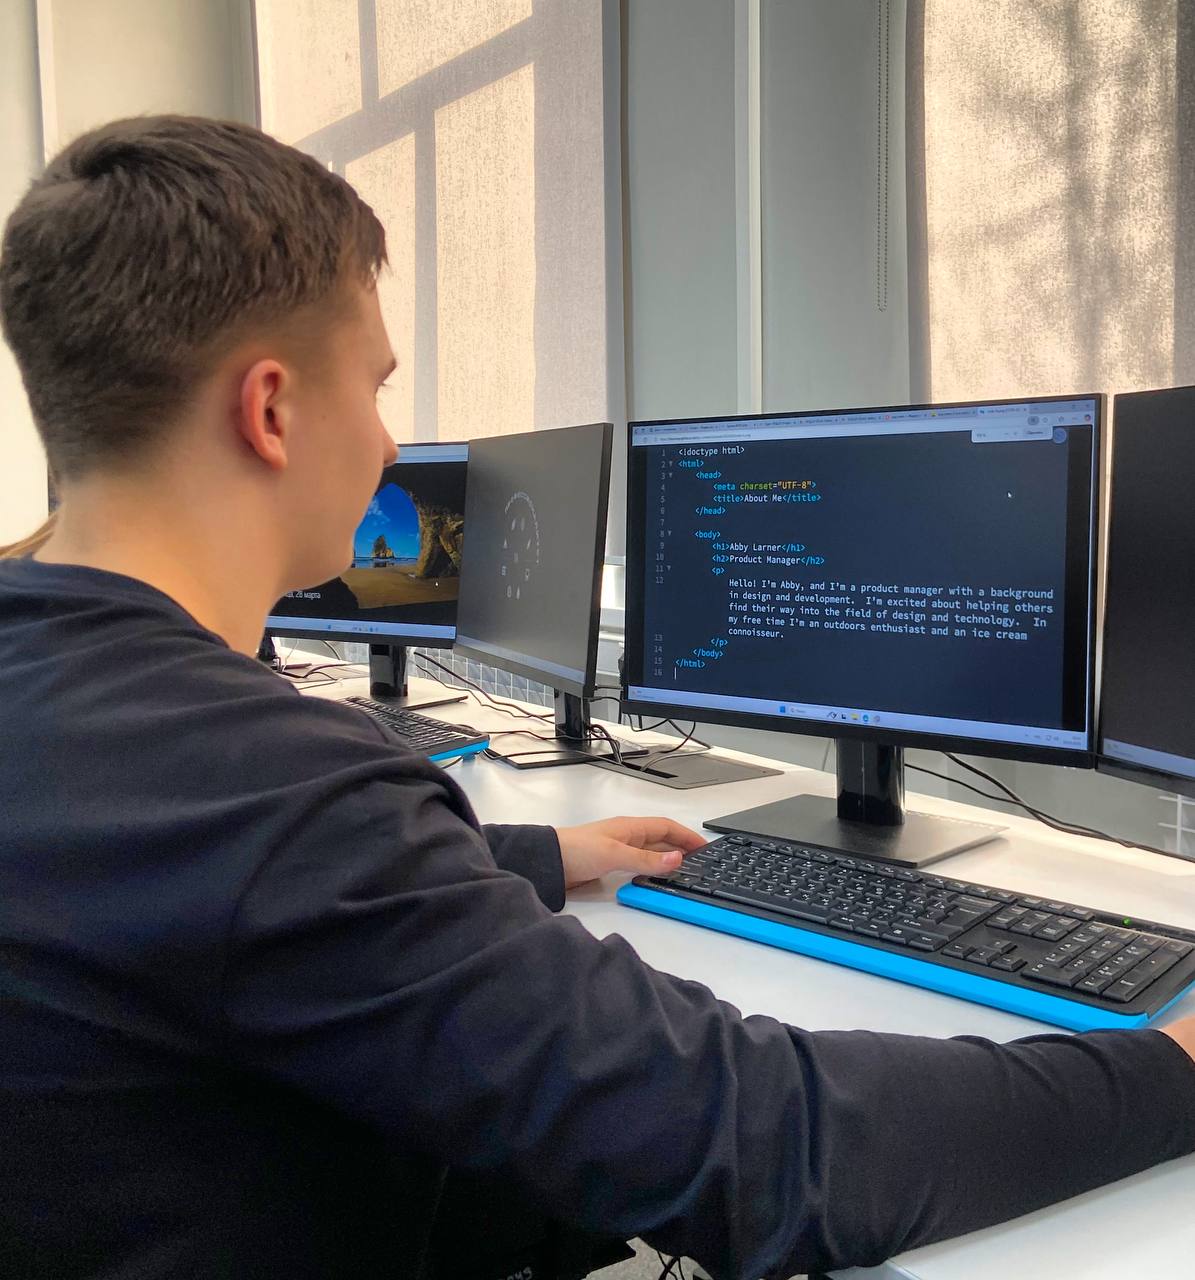 1 <!doctype html>
2 <html>
3 <head>
4 <meta charset="UTF-8">
5 <title>About Me</title>
6 </head>
7
8 <body>
9 <h1>Abby Larner</h1>
10 <h2>Product Manager</h2>
11 <p>
12 Hello! I'm Abby, and I'm a product manager with a background
in design and development. I'm excited about helping others
find their way into the field of design and technology. In
my free time I'm an outdoors enthusiast and an ice cream
connoisseur.
13 </p>
14 </body>
15 </html>
16
28 марта